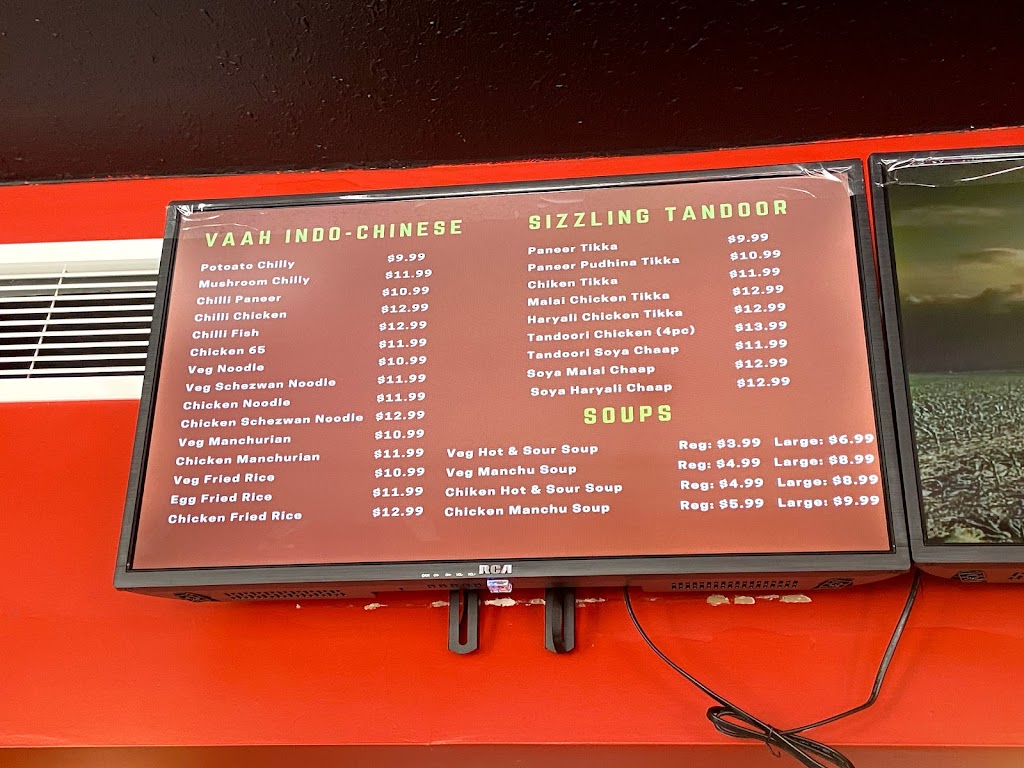 VAAH INDO-CHINESE
Potoato Chilly $9.99
Mushroom Chilly $11.99
Chilli Paneer $10.99
Chilli Chicken $12.99
Chilli Fish $12.99
Chicken 65 $11.99
Veg Noodle $10.99
Veg Schezwan Noodle $11.99
Chicken Noodle $11.99
Chicken Schezwan Noodle $12.99
Veg Manchurian $10.99
Chicken Manchurian $11.99
Veg Fried Rice $10.99
Egg Fried Rice $11.99
Chicken Fried Rice $12.99
SIZZLING TANDOOR
Paneer Tikka $9.99
Paneer Pudhina Tikka $10.99
Chiken Tikka $11.99
Malai Chicken Tikka $12.99
Haryali Chicken Tikka $12.99
Tandoori Chicken (4pc) $13.99
Tandoori Soya Chaap $11.99
Soya Malai Chaap $12.99
Soya Haryali Chaap $12.99
SOUPS
Veg Hot & Sour Soup Reg: $3.99 Large: $6.99
Veg Manchu Soup Reg: $4.99 Large: $8.99
Chiken Hot & Sour Soup Reg: $4.99 Large: $8.99
Chicken Manchu Soup Reg: $5.99 Large: $9.99
RCA